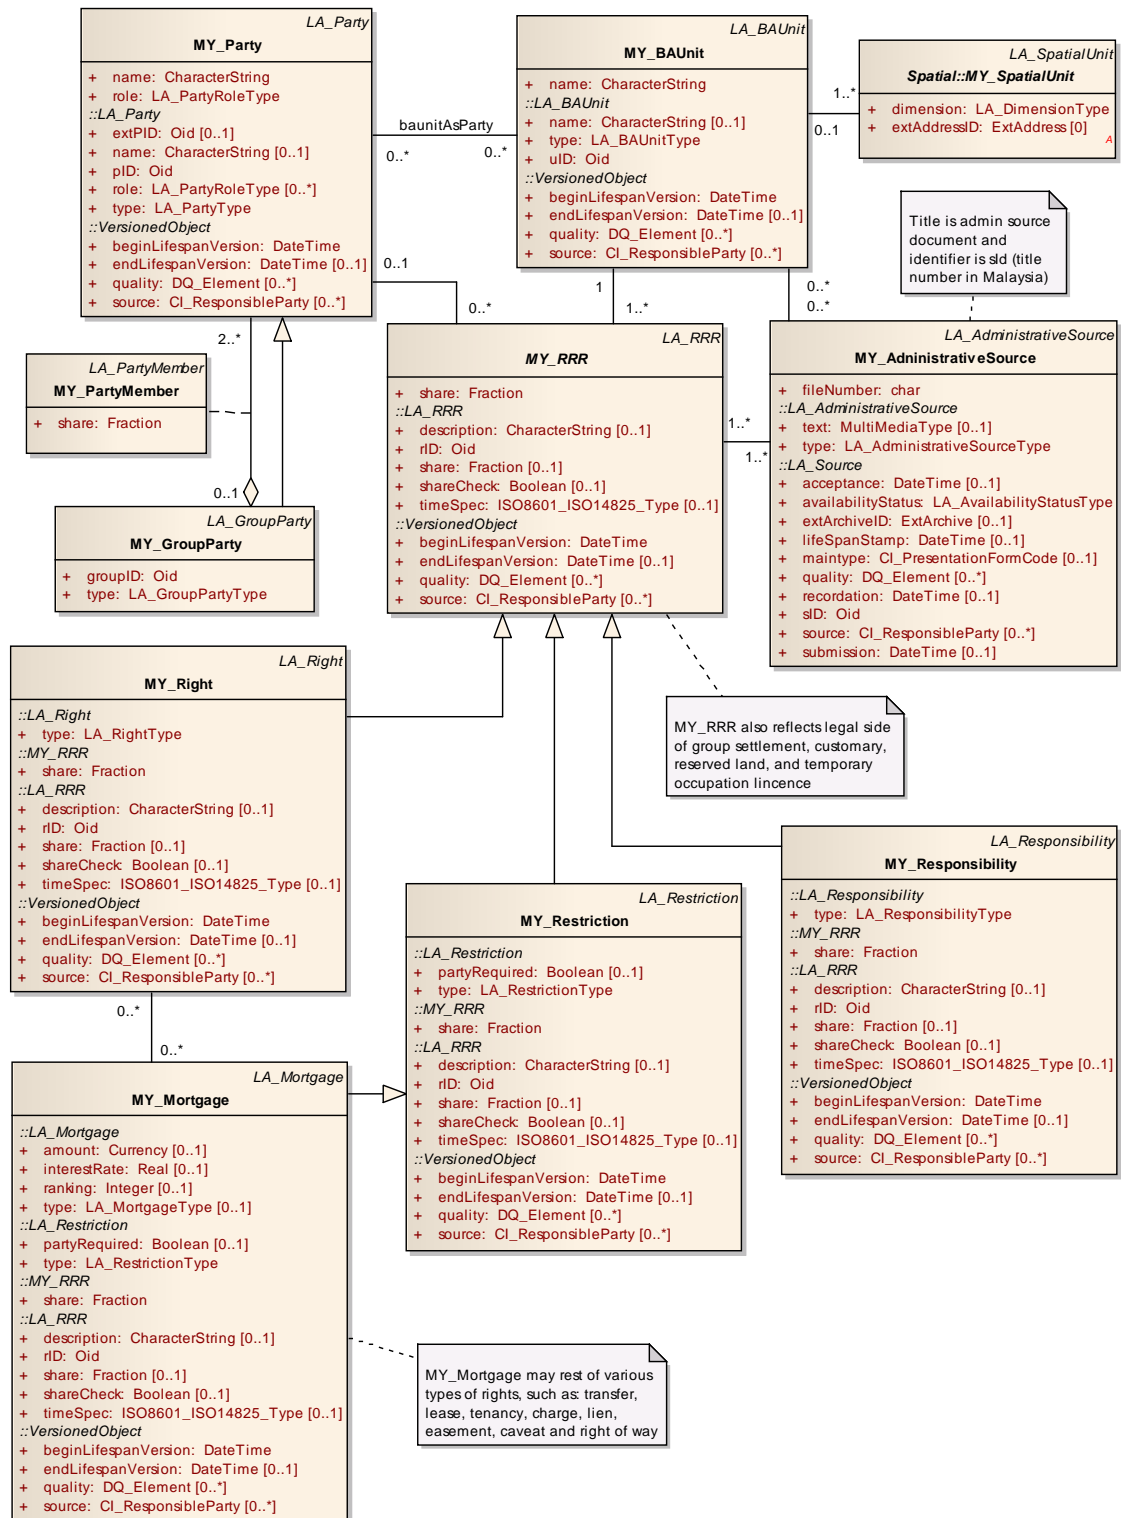 LA_Party
MY_Party
+ name: CharacterString
+ role: LA_PartyRoleType
::LA_Party
+ extPID: Oid [0..1]
+ name: CharacterString [0..1]
+ pID: Oid
+ role: LA_PartyRoleType [0..*]
+ type: LA_PartyType
::VersionedObject
+ beginLifespanVersion: DateTime
+ endLifespanVersion: DateTime [0..1]
+ quality: DQ_Element [0..*]
+ source: CI_ResponsibleParty [0..*]
baunitAsParty
0..*
0..*
LA_BAUnit
MY_BAUnit
+ name: CharacterString
::LA_BAUnit
+ name: CharacterString [0..1]
+ type: LA_BAUnitType
+ uID: Oid
::VersionedObject
+ beginLifespanVersion: DateTime
+ endLifespanVersion: DateTime [0..1]
+ quality: DQ_Element [0..*]
+ source: CI_ResponsibleParty [0..*]
1..*
0..1
LA_SpatialUnit
Spatial::MY_SpatialUnit
+ dimension: LA_DimensionType
+ extAddressID: ExtAddress [0]
A
Title is admin source
document and
identifier is sId (title
number in Malaysia)
0..1
0..*
1
1..*
0..*
0..*
2..*
0..1
LA_PartyMember
MY_PartyMember
+ share: Fraction
LA_GroupParty
MY_GroupParty
+ groupID: Oid
+ type: LA_GroupPartyType
LA_RRR
MY_RRR
+ share: Fraction
::LA_RRR
+ description: CharacterString [0..1]
+ rID: Oid
+ share: Fraction [0..1]
+ shareCheck: Boolean [0..1]
+ timeSpec: ISO8601_ISO14825_Type [0..1]
::VersionedObject
+ beginLifespanVersion: DateTime
+ endLifespanVersion: DateTime [0..1]
+ quality: DQ_Element [0..*]
+ source: CI_ResponsibleParty [0..*]
1..*
1..*
LA_AdministrativeSource
MY_AdninistrativeSource
+ fileNumber: char
::LA_AdministrativeSource
+ text: MultiMediaType [0..1]
+ type: LA_AdministrativeSourceType
::LA_Source
+ acceptance: DateTime [0..1]
+ availabilityStatus: LA_AvailabilityStatusType
+ extArchiveID: ExtArchive [0..1]
+ lifeSpanStamp: DateTime [0..1]
+ maintype: CI_PresentationFormCode [0..1]
+ quality: DQ_Element [0..*]
+ recordation: DateTime [0..1]
+ sID: Oid
+ source: CI_ResponsibleParty [0..*]
+ submission: DateTime [0..1]
LA_Right
MY_Right
::LA_Right
+ type: LA_RightType
::MY_RRR
+ share: Fraction
::LA_RRR
+ description: CharacterString [0..1]
+ rID: Oid
+ share: Fraction [0..1]
+ shareCheck: Boolean [0..1]
+ timeSpec: ISO8601_ISO14825_Type [0..1]
::VersionedObject
+ beginLifespanVersion: DateTime
+ endLifespanVersion: DateTime [0..1]
+ quality: DQ_Element [0..*]
+ source: CI_ResponsibleParty [0..*]
0..*
0..*
MY_RRR also reflects legal side
of group settlement, customary,
reserved land, and temporary
occupation lincence
LA_Responsibility
MY_Responsibility
::LA_Responsibility
+ type: LA_ResponsibilityType
::MY_RRR
+ share: Fraction
::LA_RRR
+ description: CharacterString [0..1]
+ rID: Oid
+ share: Fraction [0..1]
+ shareCheck: Boolean [0..1]
+ timeSpec: ISO8601_ISO14825_Type [0..1]
::VersionedObject
+ beginLifespanVersion: DateTime
+ endLifespanVersion: DateTime [0..1]
+ quality: DQ_Element [0..*]
+ source: CI_ResponsibleParty [0..*]
LA_Restriction
MY_Restriction
::LA_Restriction
+ partyRequired: Boolean [0..1]
+ type: LA_RestrictionType
::MY_RRR
+ share: Fraction
::LA_RRR
+ description: CharacterString [0..1]
+ rID: Oid
+ share: Fraction [0..1]
+ shareCheck: Boolean [0..1]
+ timeSpec: ISO8601_ISO14825_Type [0..1]
::VersionedObject
+ beginLifespanVersion: DateTime
+ endLifespanVersion: DateTime [0..1]
+ quality: DQ_Element [0..*]
+ source: CI_ResponsibleParty [0..*]
LA_Mortgage
MY_Mortgage
::LA_Mortgage
+ amount: Currency [0..1]
+ interestRate: Real [0..1]
+ ranking: Integer [0..1]
+ type: LA_MortgageType [0..1]
::LA_Restriction
+ partyRequired: Boolean [0..1]
+ type: LA_RestrictionType
::MY_RRR
+ share: Fraction
::LA_RRR
+ description: CharacterString [0..1]
+ rID: Oid
+ share: Fraction [0..1]
+ shareCheck: Boolean [0..1]
+ timeSpec: ISO8601_ISO14825_Type [0..1]
::VersionedObject
+ beginLifespanVersion: DateTime
+ endLifespanVersion: DateTime [0..1]
+ quality: DQ_Element [0..*]
+ source: CI_ResponsibleParty [0..*]
MY_Mortgage may rest of various
types of rights, such as: transfer,
lease, tenancy, charge, lien,
easement, caveat and right of way